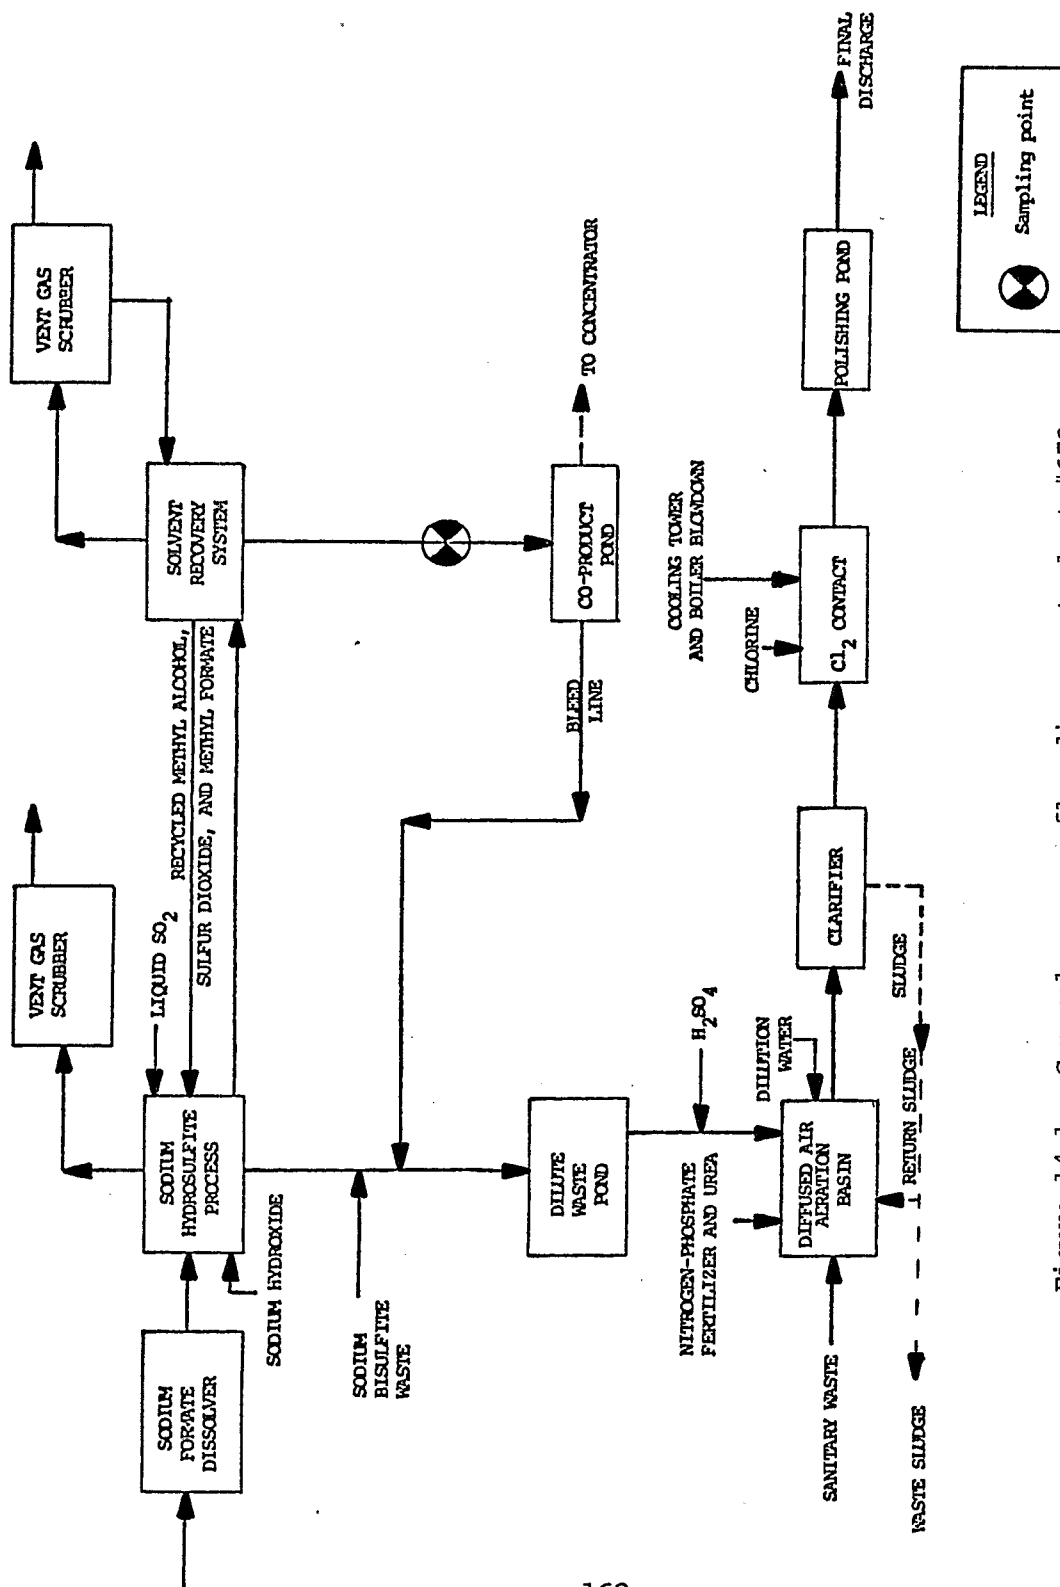 VENT GAS
SCRUBBER
VENT GAS
SCRUBBER
LIQUID SO2
RECYCLED METHYL ALCOHOL,
SULFUR DIOXIDE, AND METHYL FORMATE
SODIUM
FORMATE
DISSOLVER
SODIUM
HYDROSULFITE
PROCESS
SOLVENT
RECOVERY
SYSTEM
SODIUM HYDROXIDE
SODIUM
BISULFITE
WASTE
BLEED
LINE
CO-PRODUCT
POND
TO CONCENTRATOR
DILUTE
WASTE
POND
H2SO4
NITROGEN-PHOSPHATE
FERTILIZER AND UREA
DILUTION
WATER
CHLORINE
COOLING TOWER
AND BOILER BLOWDOWN
SANITARY WASTE
DIFFUSED AIR
AERATION
BASIN
CLARIFIER
Cl2 CONTACT
POLISHING POND
FINAL
DISCHARGE
SLUDGE
RETURN SLUDGE
WASTE SLUDGE
LEGEND
Sampling point